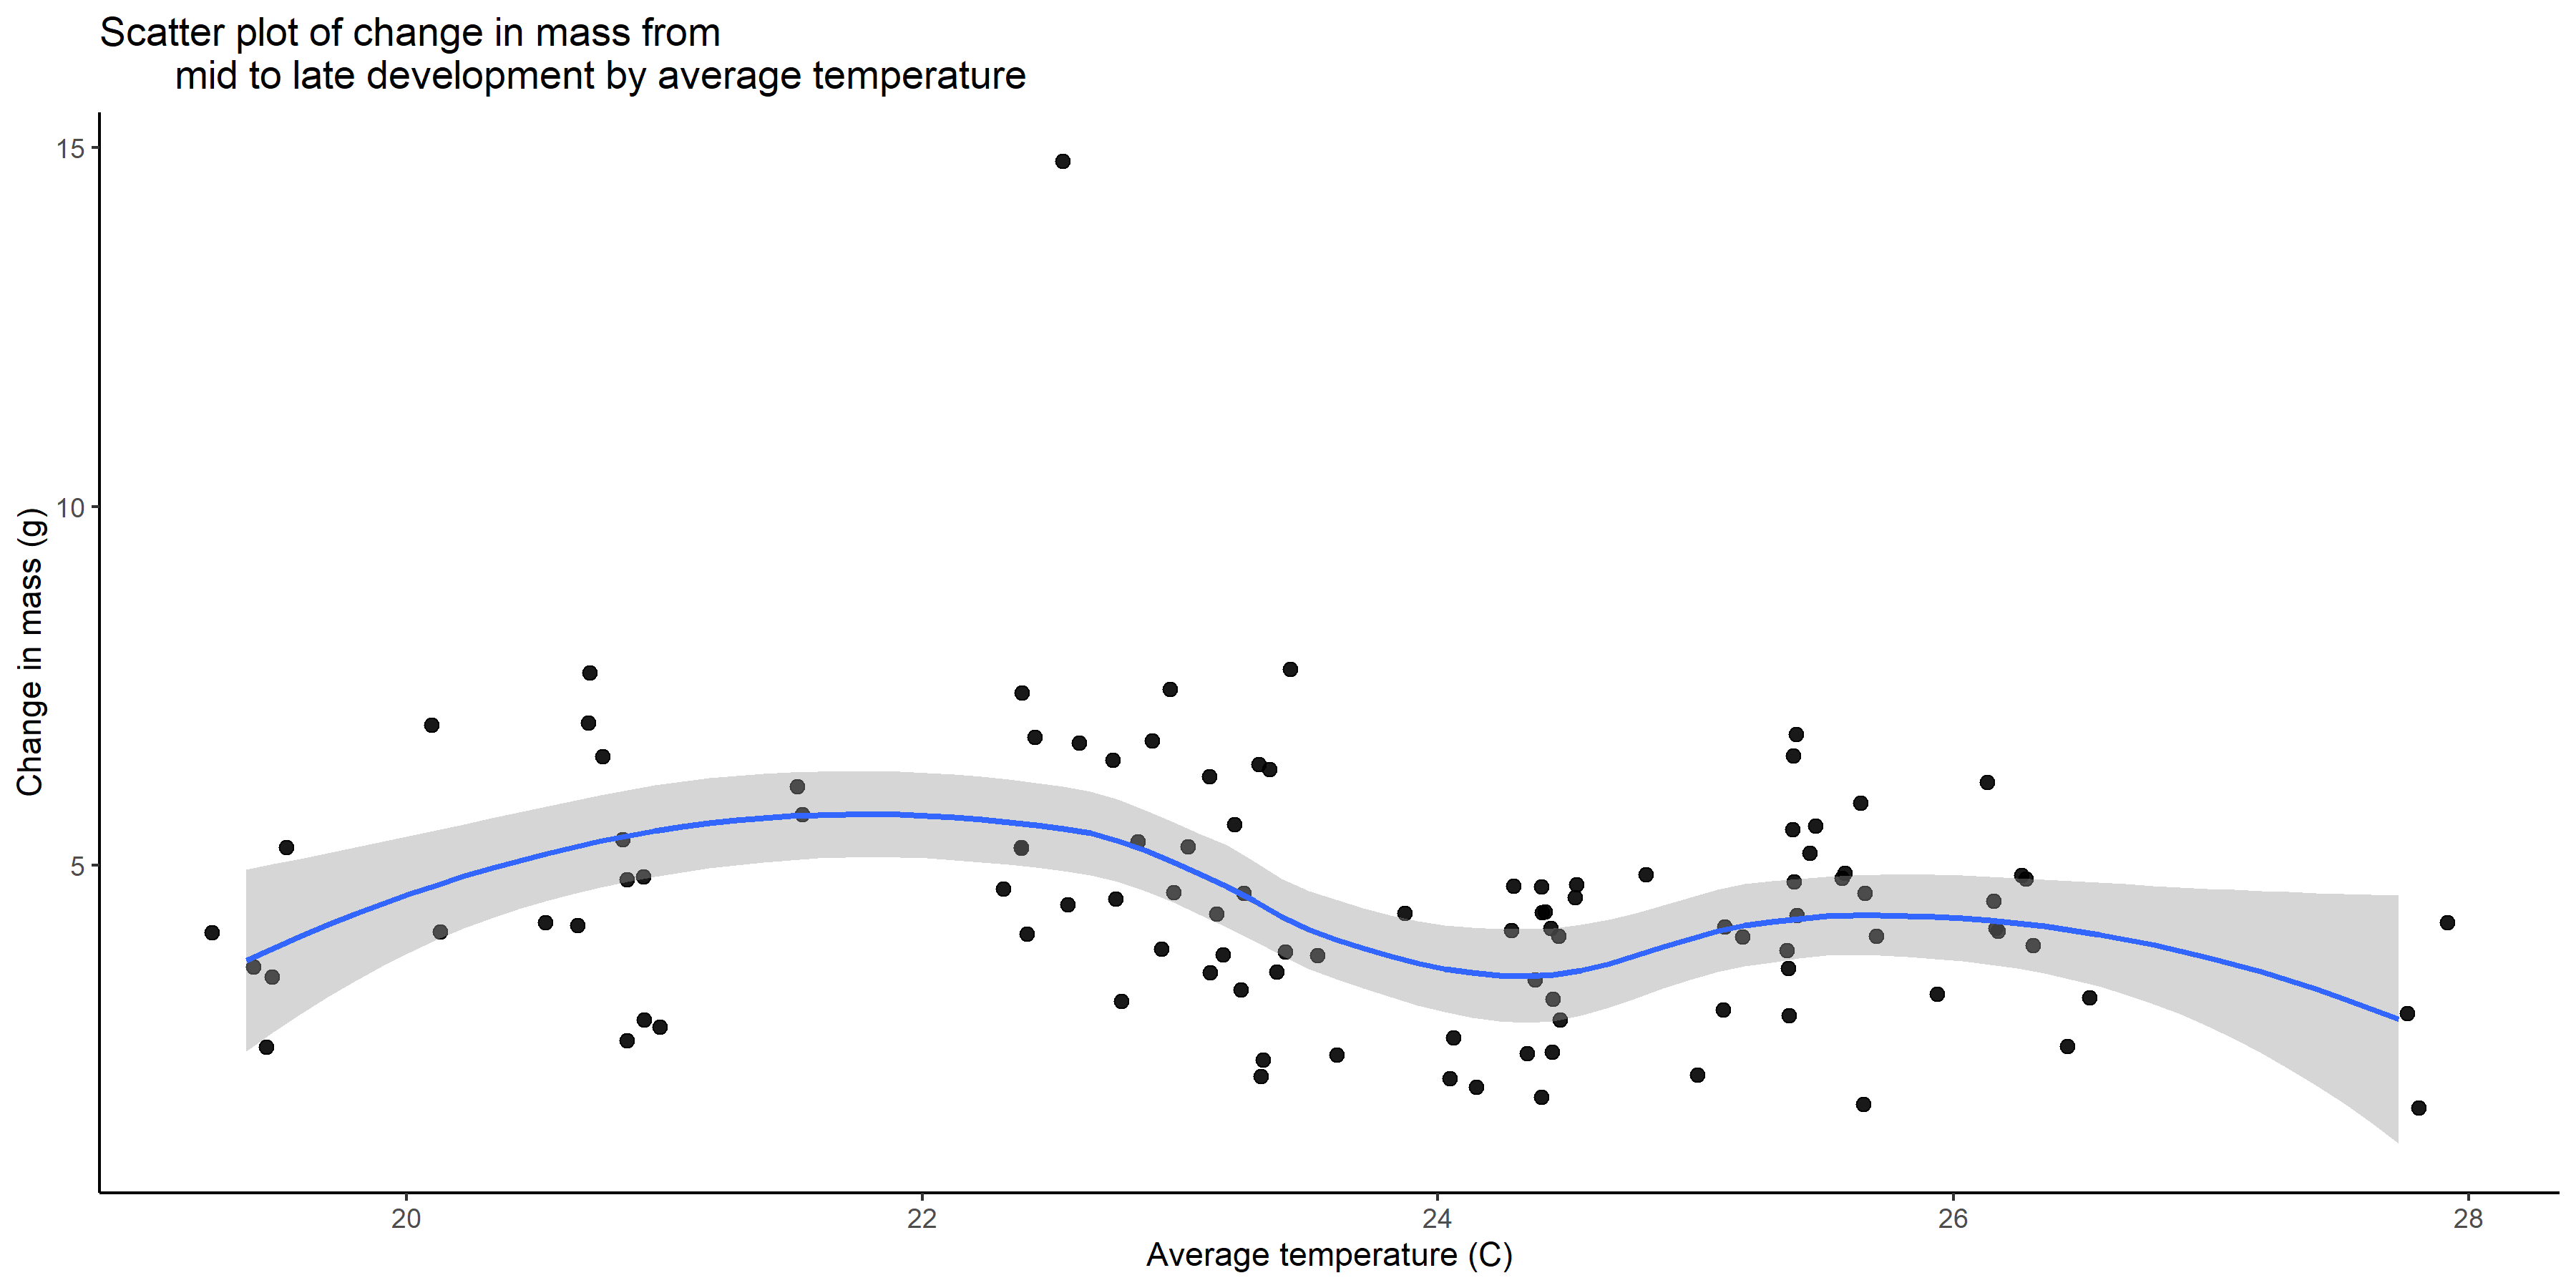 Scatter plot of change in mass from
mid to late development by average temperature
15
10
5
Change in mass (g)
20
22
24
26
28
Average temperature (C)